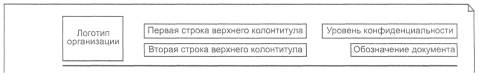 Логотип
организации
Первая строка верхнего колонтитула
Вторая строка верхнего колонтитула
Уровень конфиденциальности
Обозначение документа